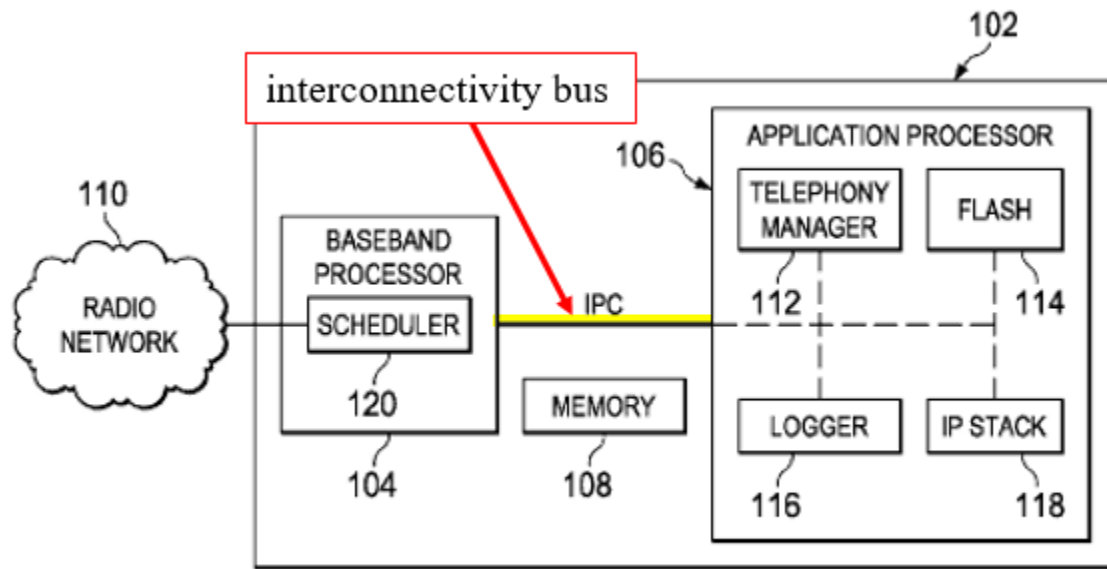 102
interconnectivity bus
APPLICATION PROCESSOR
106
TELEPHONY
MANAGER
FLASH
110
BASEBAND
PROCESSOR
112
114
IPC
RADIO
NETWORK
SCHEDULER
120
MEMORY
LOGGER
IP STACK
104
108
116
118